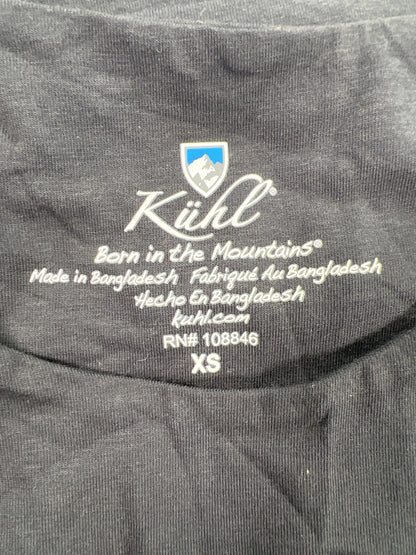 Kühl®
Born in the Mountains®
Made in Bangladesh Fabriqué Au Bangladesh
Hecho En Bangladesh
kuhl.com
RN# 108846
XS